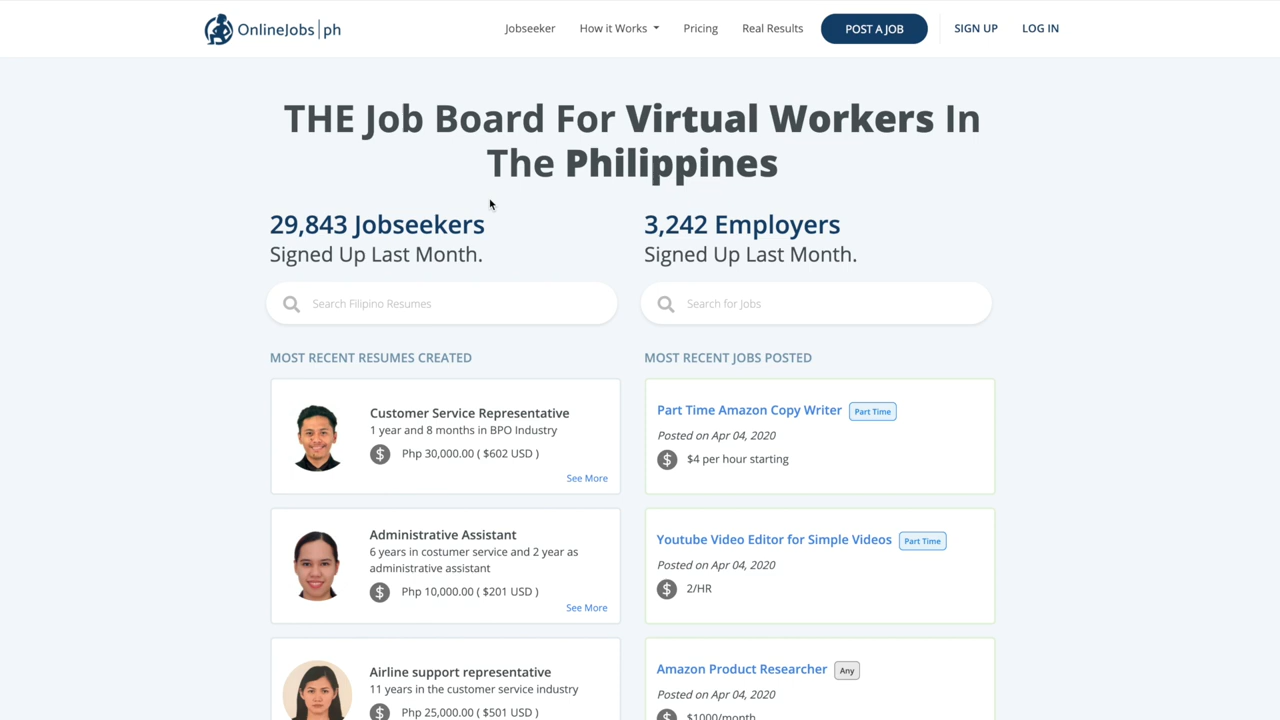 OnlineJobs|ph
Jobseeker
How it Works
Pricing
Real Results
POST A JOB
SIGN UP
LOG IN
THE Job Board For Virtual Workers In
The Philippines
29,843 Jobseekers
Signed Up Last Month.
Search Filipino Resumes
MOST RECENT RESUMES CREATED
Customer Service Representative
1 year and 8 months in BPO Industry
$ Php 30,000.00 ( $602 USD )
See More
Administrative Assistant
6 years in costumer service and 2 year as
administrative assistant
$ Php 10,000.00 ( $201 USD )
See More
Airline support representative
11 years in the customer service industry
$ Php 25,000.00 ( $501 USD )
3,242 Employers
Signed Up Last Month.
Search for Jobs
MOST RECENT JOBS POSTED
Part Time Amazon Copy Writer Part Time
Posted on Apr 04, 2020
$ $4 per hour starting
Youtube Video Editor for Simple Videos Part Time
Posted on Apr 04, 2020
$ 2/HR
Amazon Product Researcher Any
Posted on Apr 04, 2020
$ $1000/month